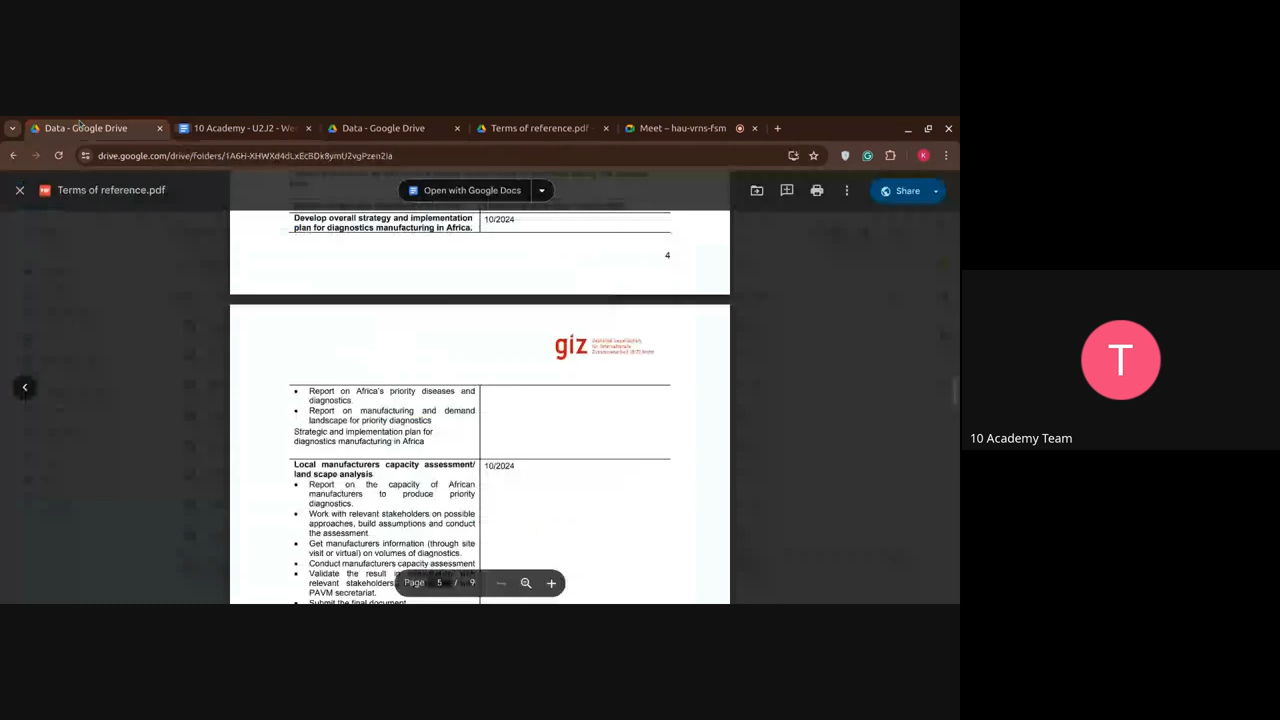 Data - Google Drive
10 Academy - U2J2 - We
Data - Google Drive
Terms of reference.pdf -
Meet – hau-vrns-fsm
drive.google.com/drive/folders/1A6H-XHWXd4dLxEcBDk8ymU2vgPzen2Ia
K
Terms of reference.pdf
Open with Google Docs
Share
Develop overall strategy and implementation
plan for diagnostics manufacturing in Africa.
10/2024
4
giz
• Report on Africa's priority diseases and
diagnostics.
• Report on manufacturing and demand
landscape for priority diagnostics
Strategic and implementation plan for
diagnostics manufacturing in Africa
Local manufacturers capacity assessment/
land scape analysis
10/2024
• Report on the capacity of African
manufacturers to produce priority
diagnostics.
• Work with relevant stakeholders on possible
approaches, build assumptions and conduct
the assessment
• Get manufacturers information (through site
visit or virtual) on volumes of diagnostics.
• Conduct manufacturers capacity assessment
• Validate the result in
relevant stakeholders
PAVM secretariat.
• Submit the final document
Page 5 / 9
T
10 Academy Team